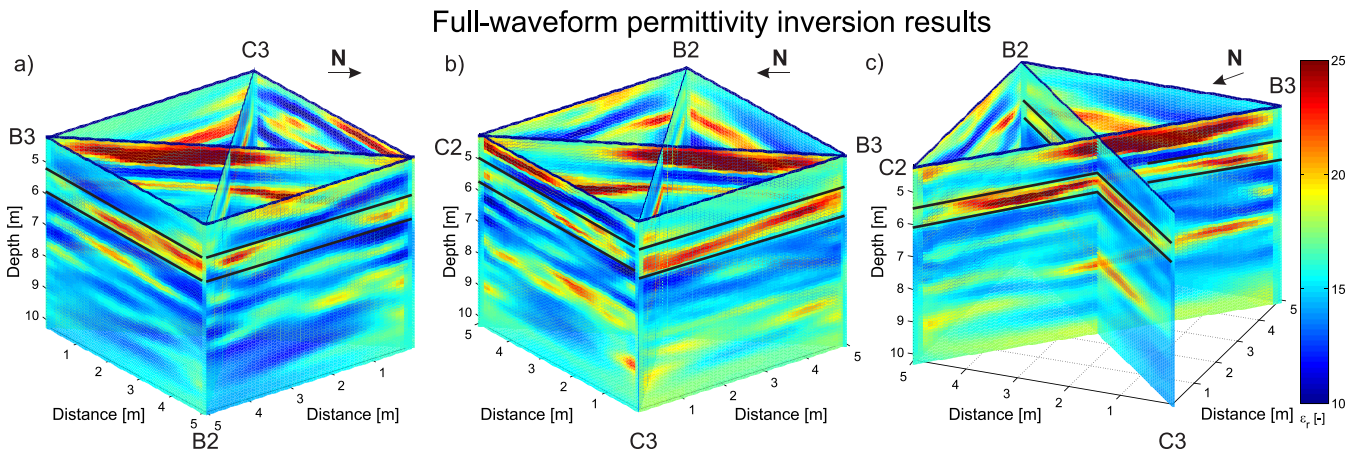 Full-waveform permittivity inversion results
a)
C3
N
B3
5
6
7
8
9
10
Depth [m]
1
2
3
4
5
Distance [m]
B2
5
4
3
2
1
Distance [m]
b)
B2
N
C2
B3
5
6
7
8
9
10
Depth [m]
4
3
2
1
Distance [m]
C3
1
2
3
4
5
Distance [m]
c)
B2
N
B3
C2
5
6
7
8
9
10
Depth [m]
5
4
3
2
1
Distance [m]
C3
1
2
3
4
5
Distance [m]
25
20
15
10
εr [-]